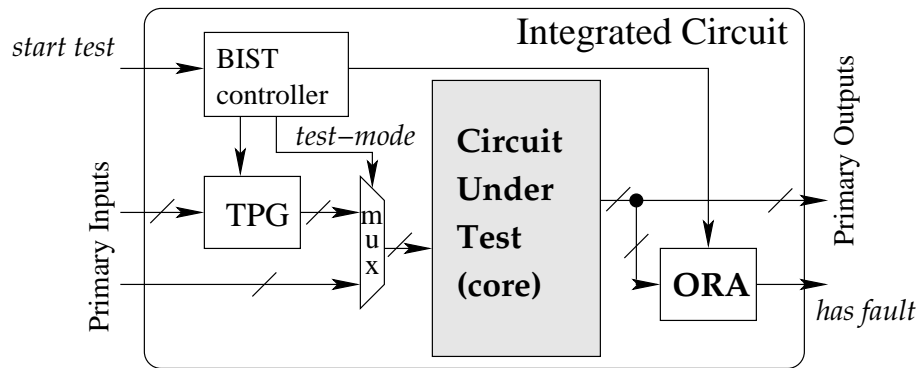 Integrated Circuit
start test
BIST
controller
test−mode
Circuit
Under
Test
(core)
Primary Inputs
TPG
mux
ORA
Primary Outputs
has fault